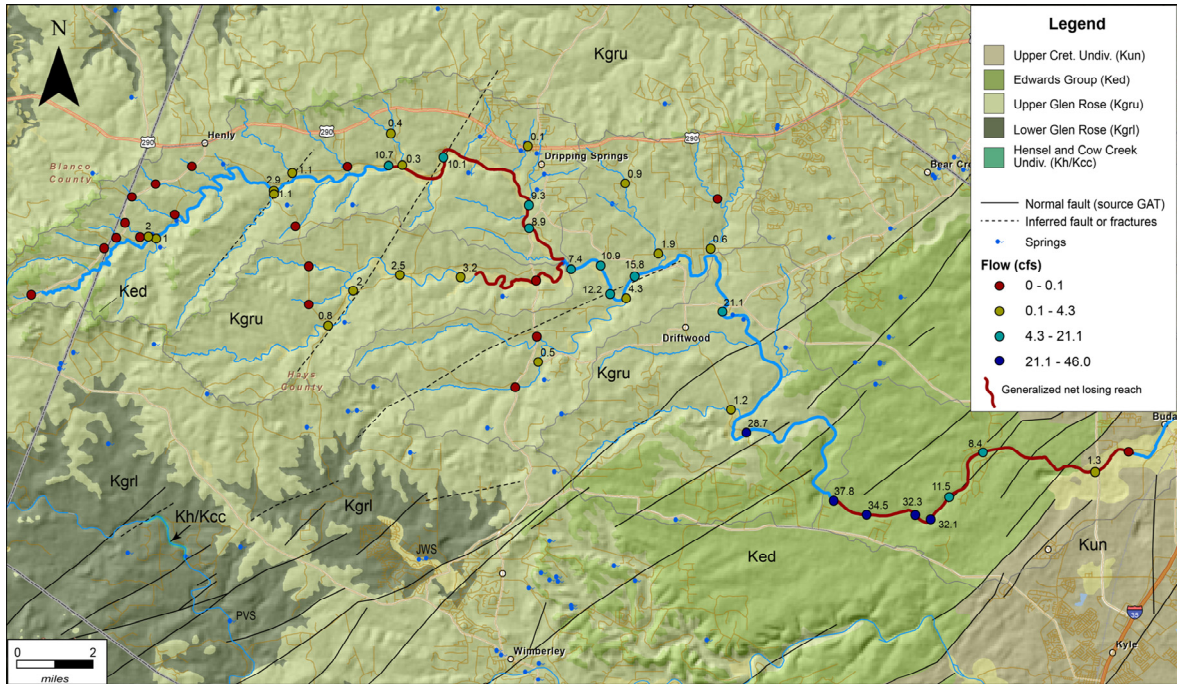 N
Kgru
Legend
Upper Cret. Undiv. (Kun)
Edwards Group (Ked)
Upper Glen Rose (Kgru)
Lower Glen Rose (Kgrl)
Hensel and Cow Creek
Undiv. (Kh/Kcc)
Normal fault (source GAT)
Inferred fault or fractures
Springs
Flow (cfs)
0 - 0.1
0.1 - 4.3
4.3 - 21.1
21.1 - 46.0
Generalized net losing reach
290
Henly
290
0.4
0.1
290
Dripping Springs
Bear Cre
Blanco
County
2.9
1.1
1.1
10.7
0.3
10.1
0.9
9.3
8.9
2
1
1.9
0.6
Ked
Kgru
0.8
2
2.5
3.2
7.4
10.9
15.8
12.2
4.3
21.1
Driftwood
Hays
County
0.5
Kgru
1.2
28.7
Buda
8.4
1.3
37.8
34.5
32.3
11.5
32.1
Kgrl
Kgrl
Kh/Kcc
JWS
PVS
Ked
Kun
35
Kyle
Wimberley
0
2
miles